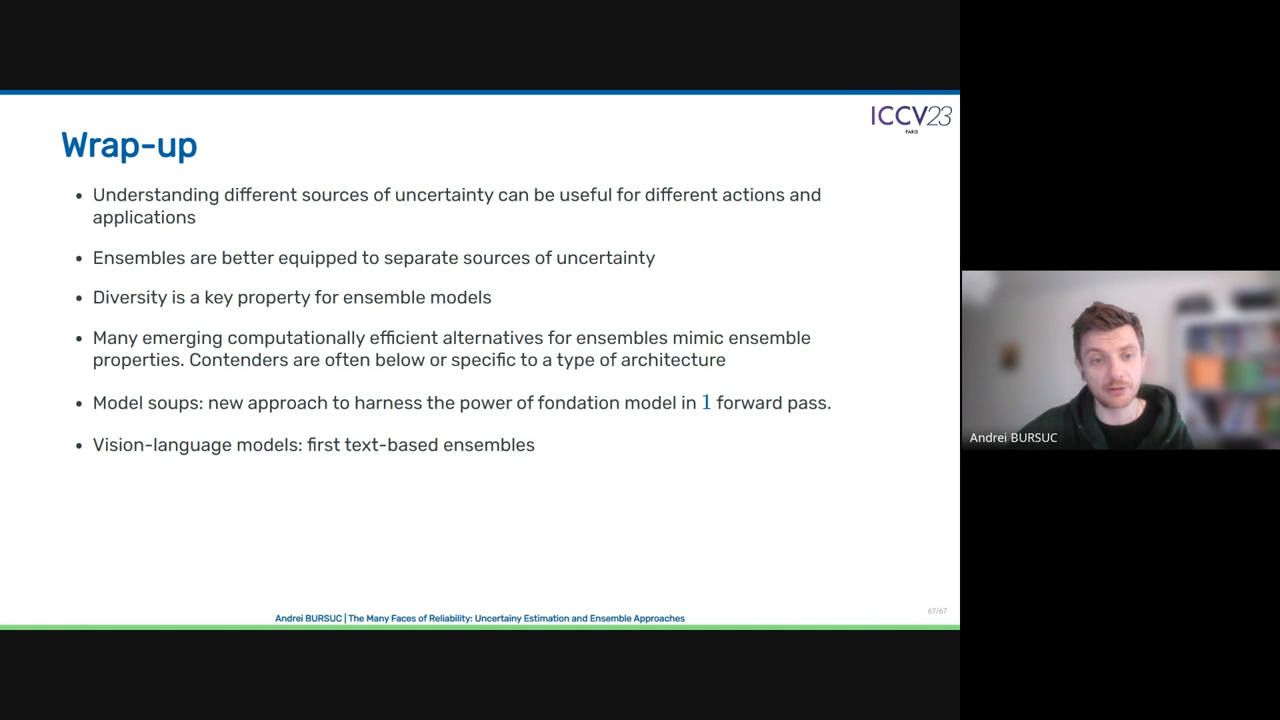 ICCV23
PARIS
Wrap-up
• Understanding different sources of uncertainty can be useful for different actions and
applications
• Ensembles are better equipped to separate sources of uncertainty
• Diversity is a key property for ensemble models
• Many emerging computationally efficient alternatives for ensembles mimic ensemble
properties. Contenders are often below or specific to a type of architecture
• Model soups: new approach to harness the power of fondation model in 1 forward pass.
• Vision-language models: first text-based ensembles
Andrei BURSUC
67/67
Andrei BURSUC | The Many Faces of Reliability: Uncertainy Estimation and Ensemble Approaches